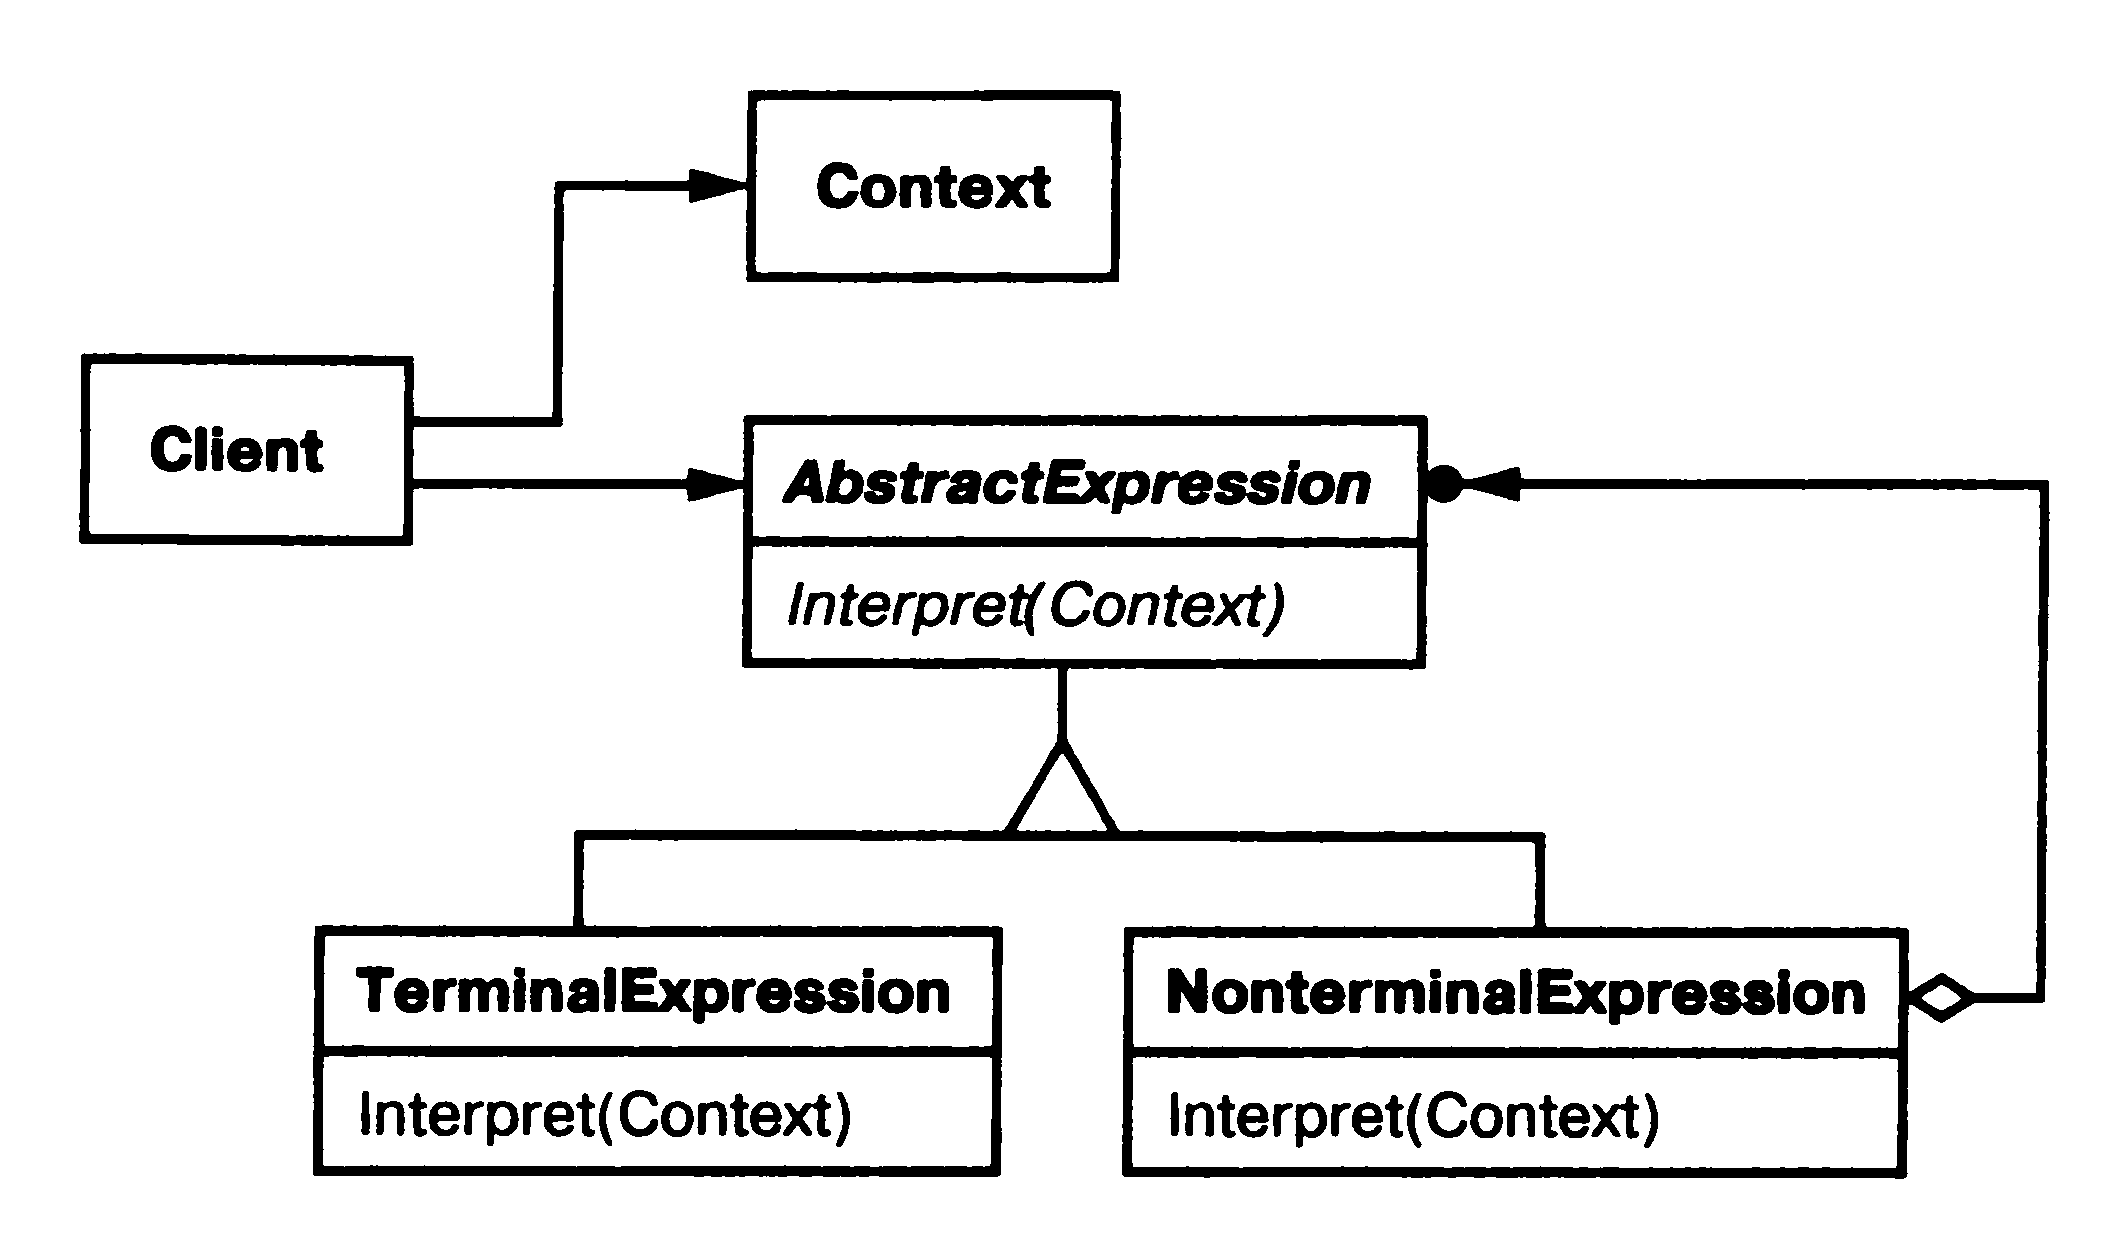 Context
Client
AbstractExpression
Interpret(Context)
TerminalExpression
Interpret(Context)
NonterminalExpression
Interpret(Context)